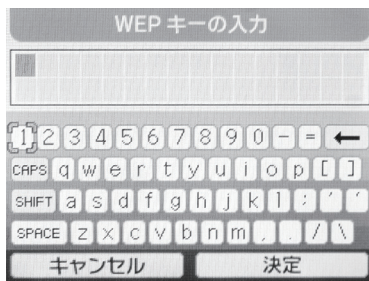 WEP キーの入力
1 2 3 4 5 6 7 8 9 0 - = ←
CAPS q w e r t y u i o p [ ]
SHIFT a s d f g h j k l ; ' ´
SPACE z x c v b n m , . / \
キャンセル 決定